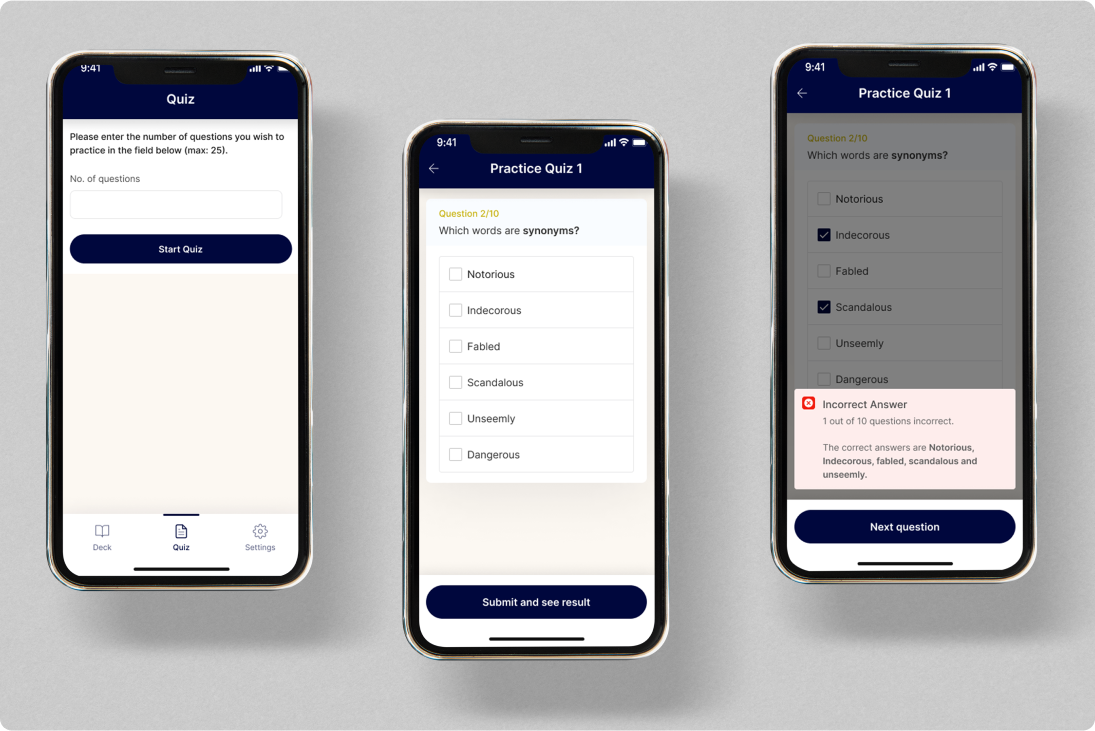 9:41
Quiz
Please enter the number of questions you wish to
practice in the field below (max: 25).
No. of questions
Start Quiz
Deck
Quiz
Settings
9:41
Practice Quiz 1
Question 2/10
Which words are synonyms?
Notorious
Indecorous
Fabled
Scandalous
Unseemly
Dangerous
Submit and see result
9:41
Practice Quiz 1
Question 2/10
Which words are synonyms?
Notorious
Indecorous
Fabled
Scandalous
Unseemly
Dangerous
Incorrect Answer
1 out of 10 questions incorrect.
The correct answers are Notorious,
Indecorous, fabled, scandalous and
unseemly.
Next question